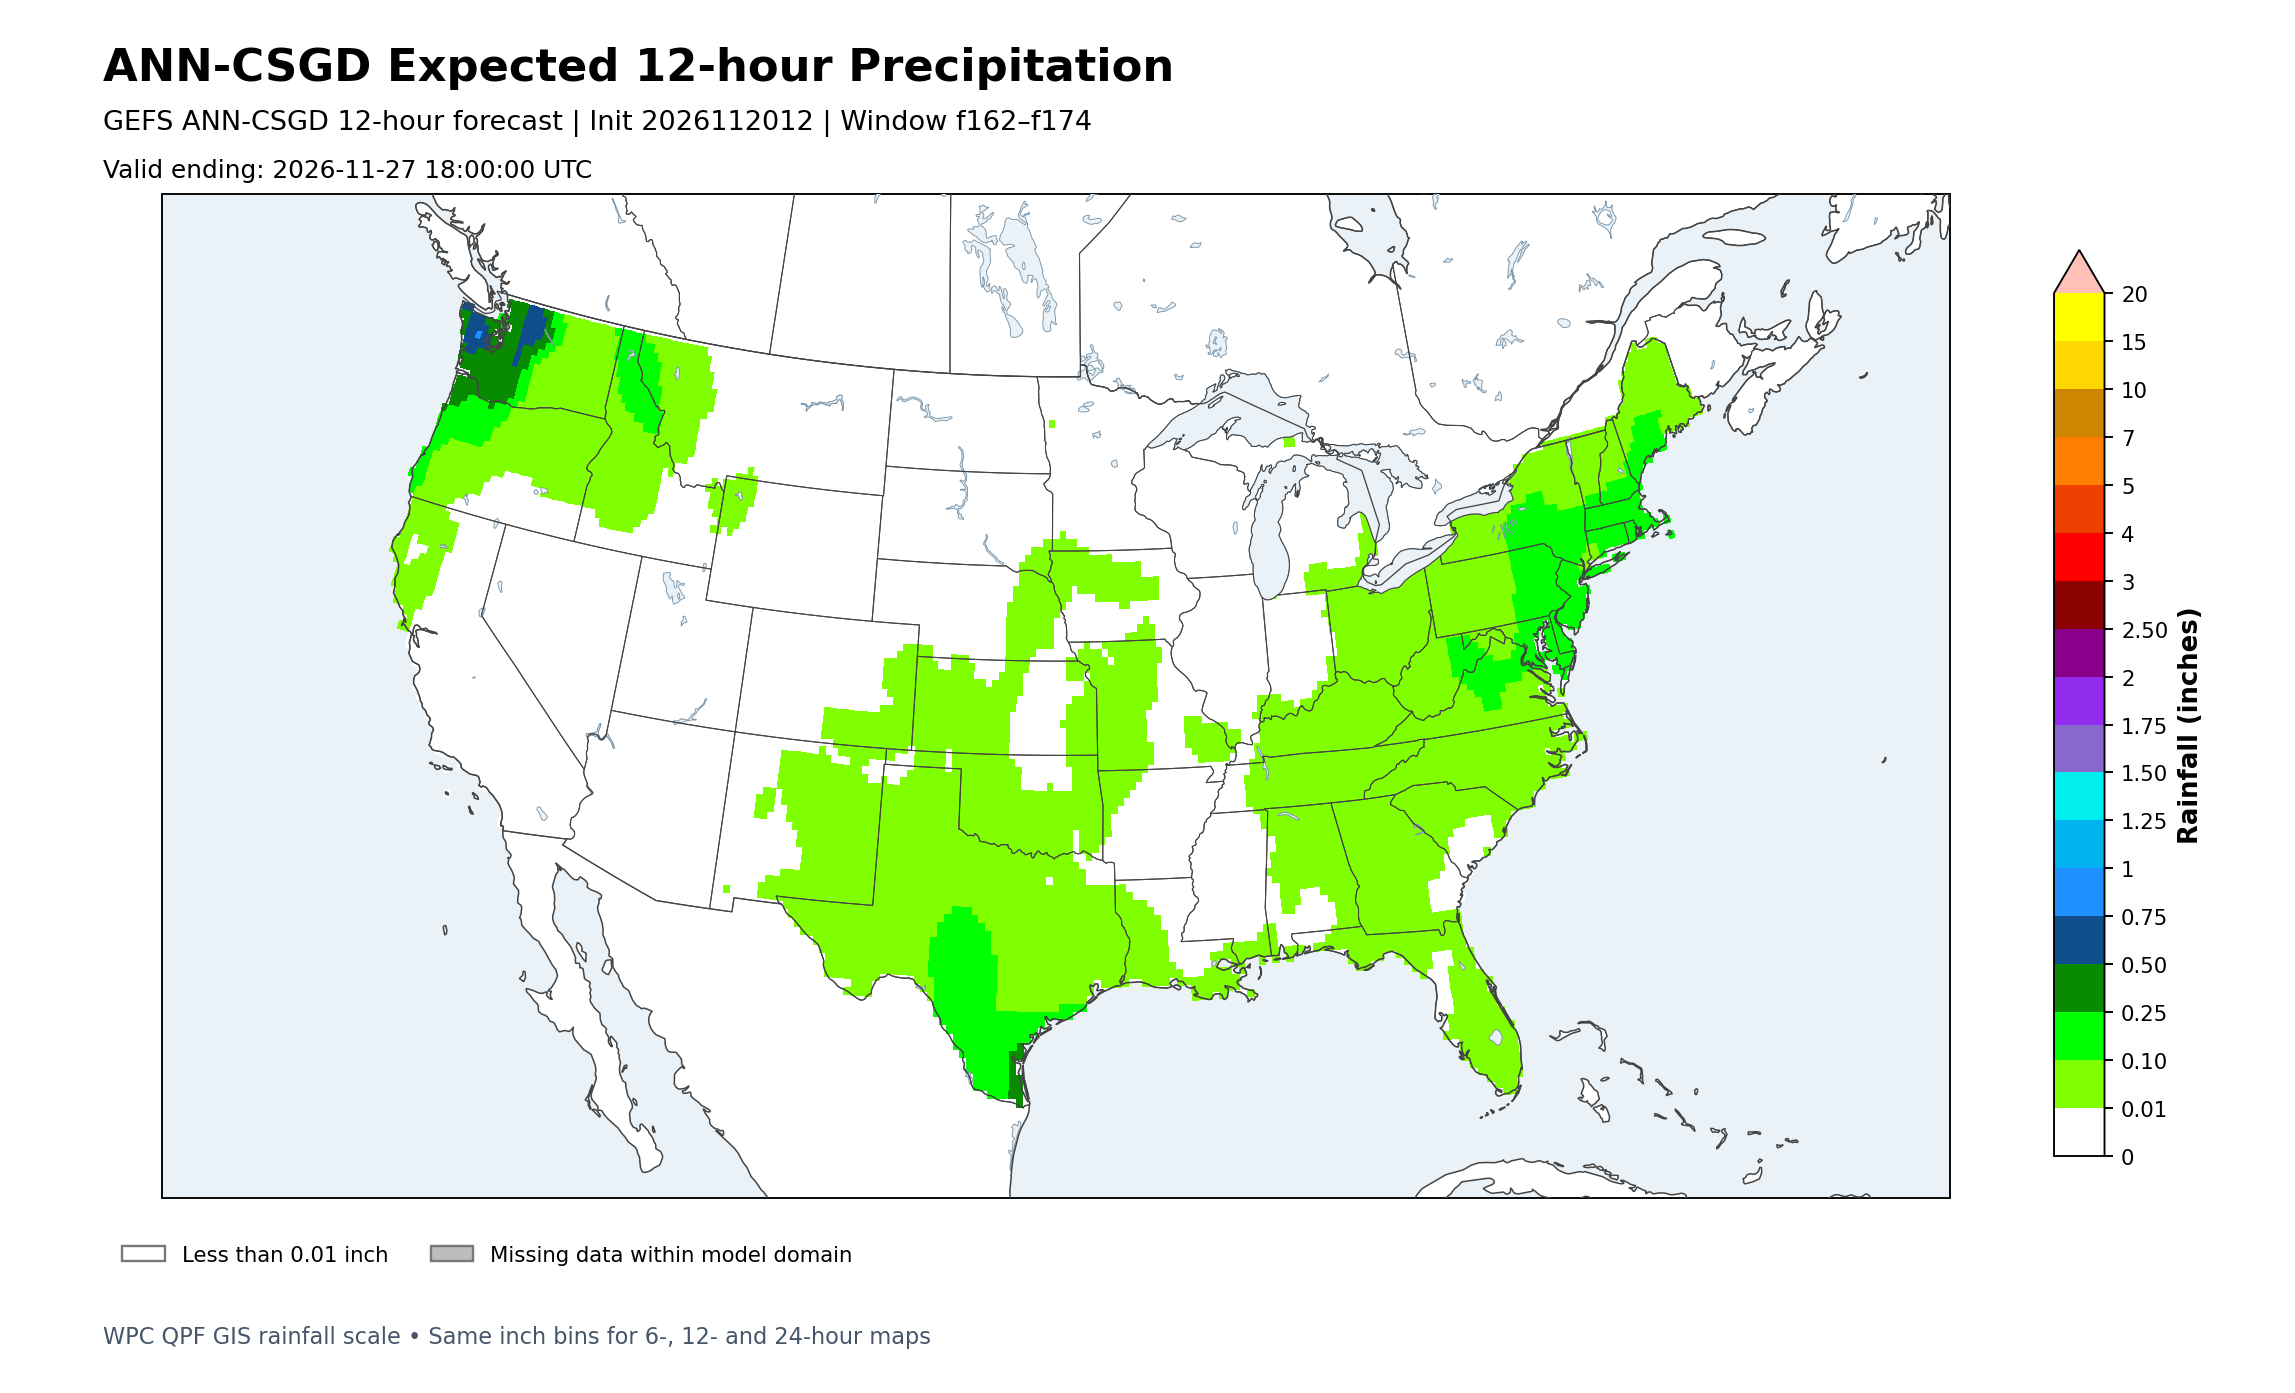 ANN-CSGD Expected 12-hour Precipitation
GEFS ANN-CSGD 12-hour forecast | Init 2026112012 | Window f162–f174
Valid ending: 2026-11-27 18:00:00 UTC
20
15
10
7
5
4
3
2.50
2
1.75
1.50
1.25
1
0.75
0.50
0.25
0.10
0.01
0
Rainfall (inches)
Less than 0.01 inch
Missing data within model domain
WPC QPF GIS rainfall scale • Same inch bins for 6-, 12- and 24-hour maps